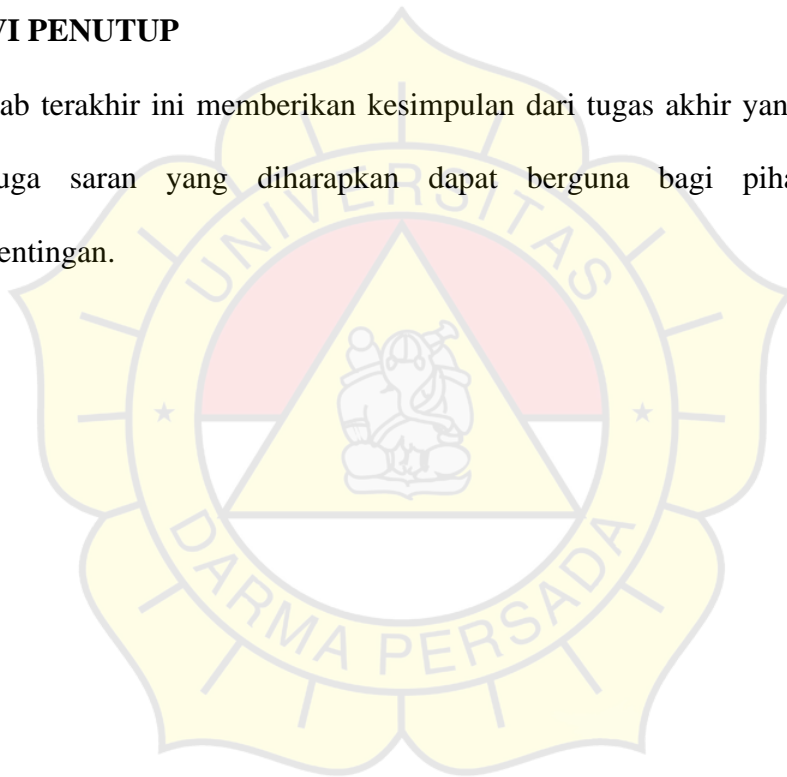 VI PENUTUP
ab terakhir ini memberikan kesimpulan dari tugas akhir yan
uga saran yang diharapkan dapat berguna bagi piha
entingan.
UNIVERSITAS
DARMA PERSADA